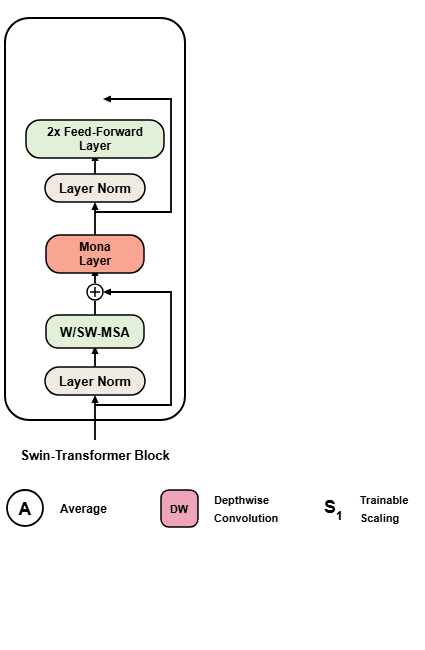 2x Feed-Forward
Layer
Layer Norm
Mona
Layer
W/SW-MSA
Layer Norm
Swin-Transformer Block
A
Average
DW
Depthwise
Convolution
S1
Trainable
Scaling